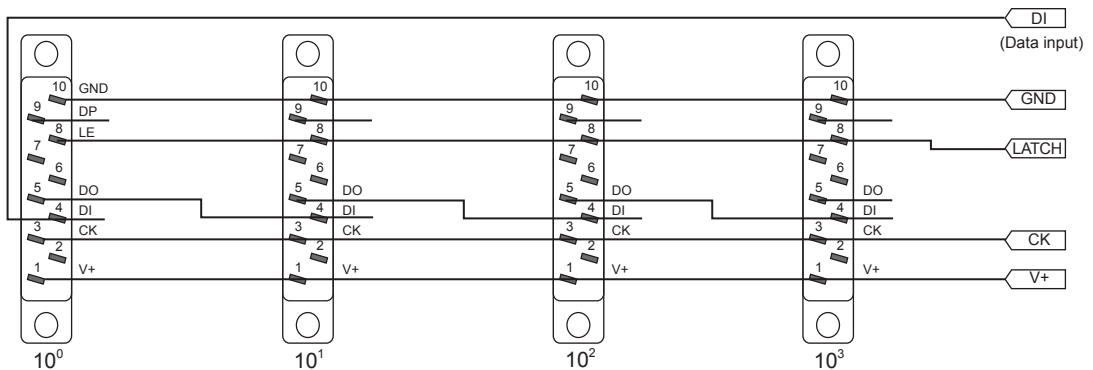 DI
(Data input)
10 GND 10 10 10 GND
9 DP 9 9 9
8 LE 8 8 8 LATCH
7 7 7 7
6 6 6 6
5 DO 5 DO 5 DO 5 DO
4 DI 4 DI 4 DI 4 DI
3 CK 3 CK 3 CK 3 CK CK
2 2 2 2
1 V+ 1 V+ 1 V+ 1 V+ V+
10⁰ 10¹ 10² 10³